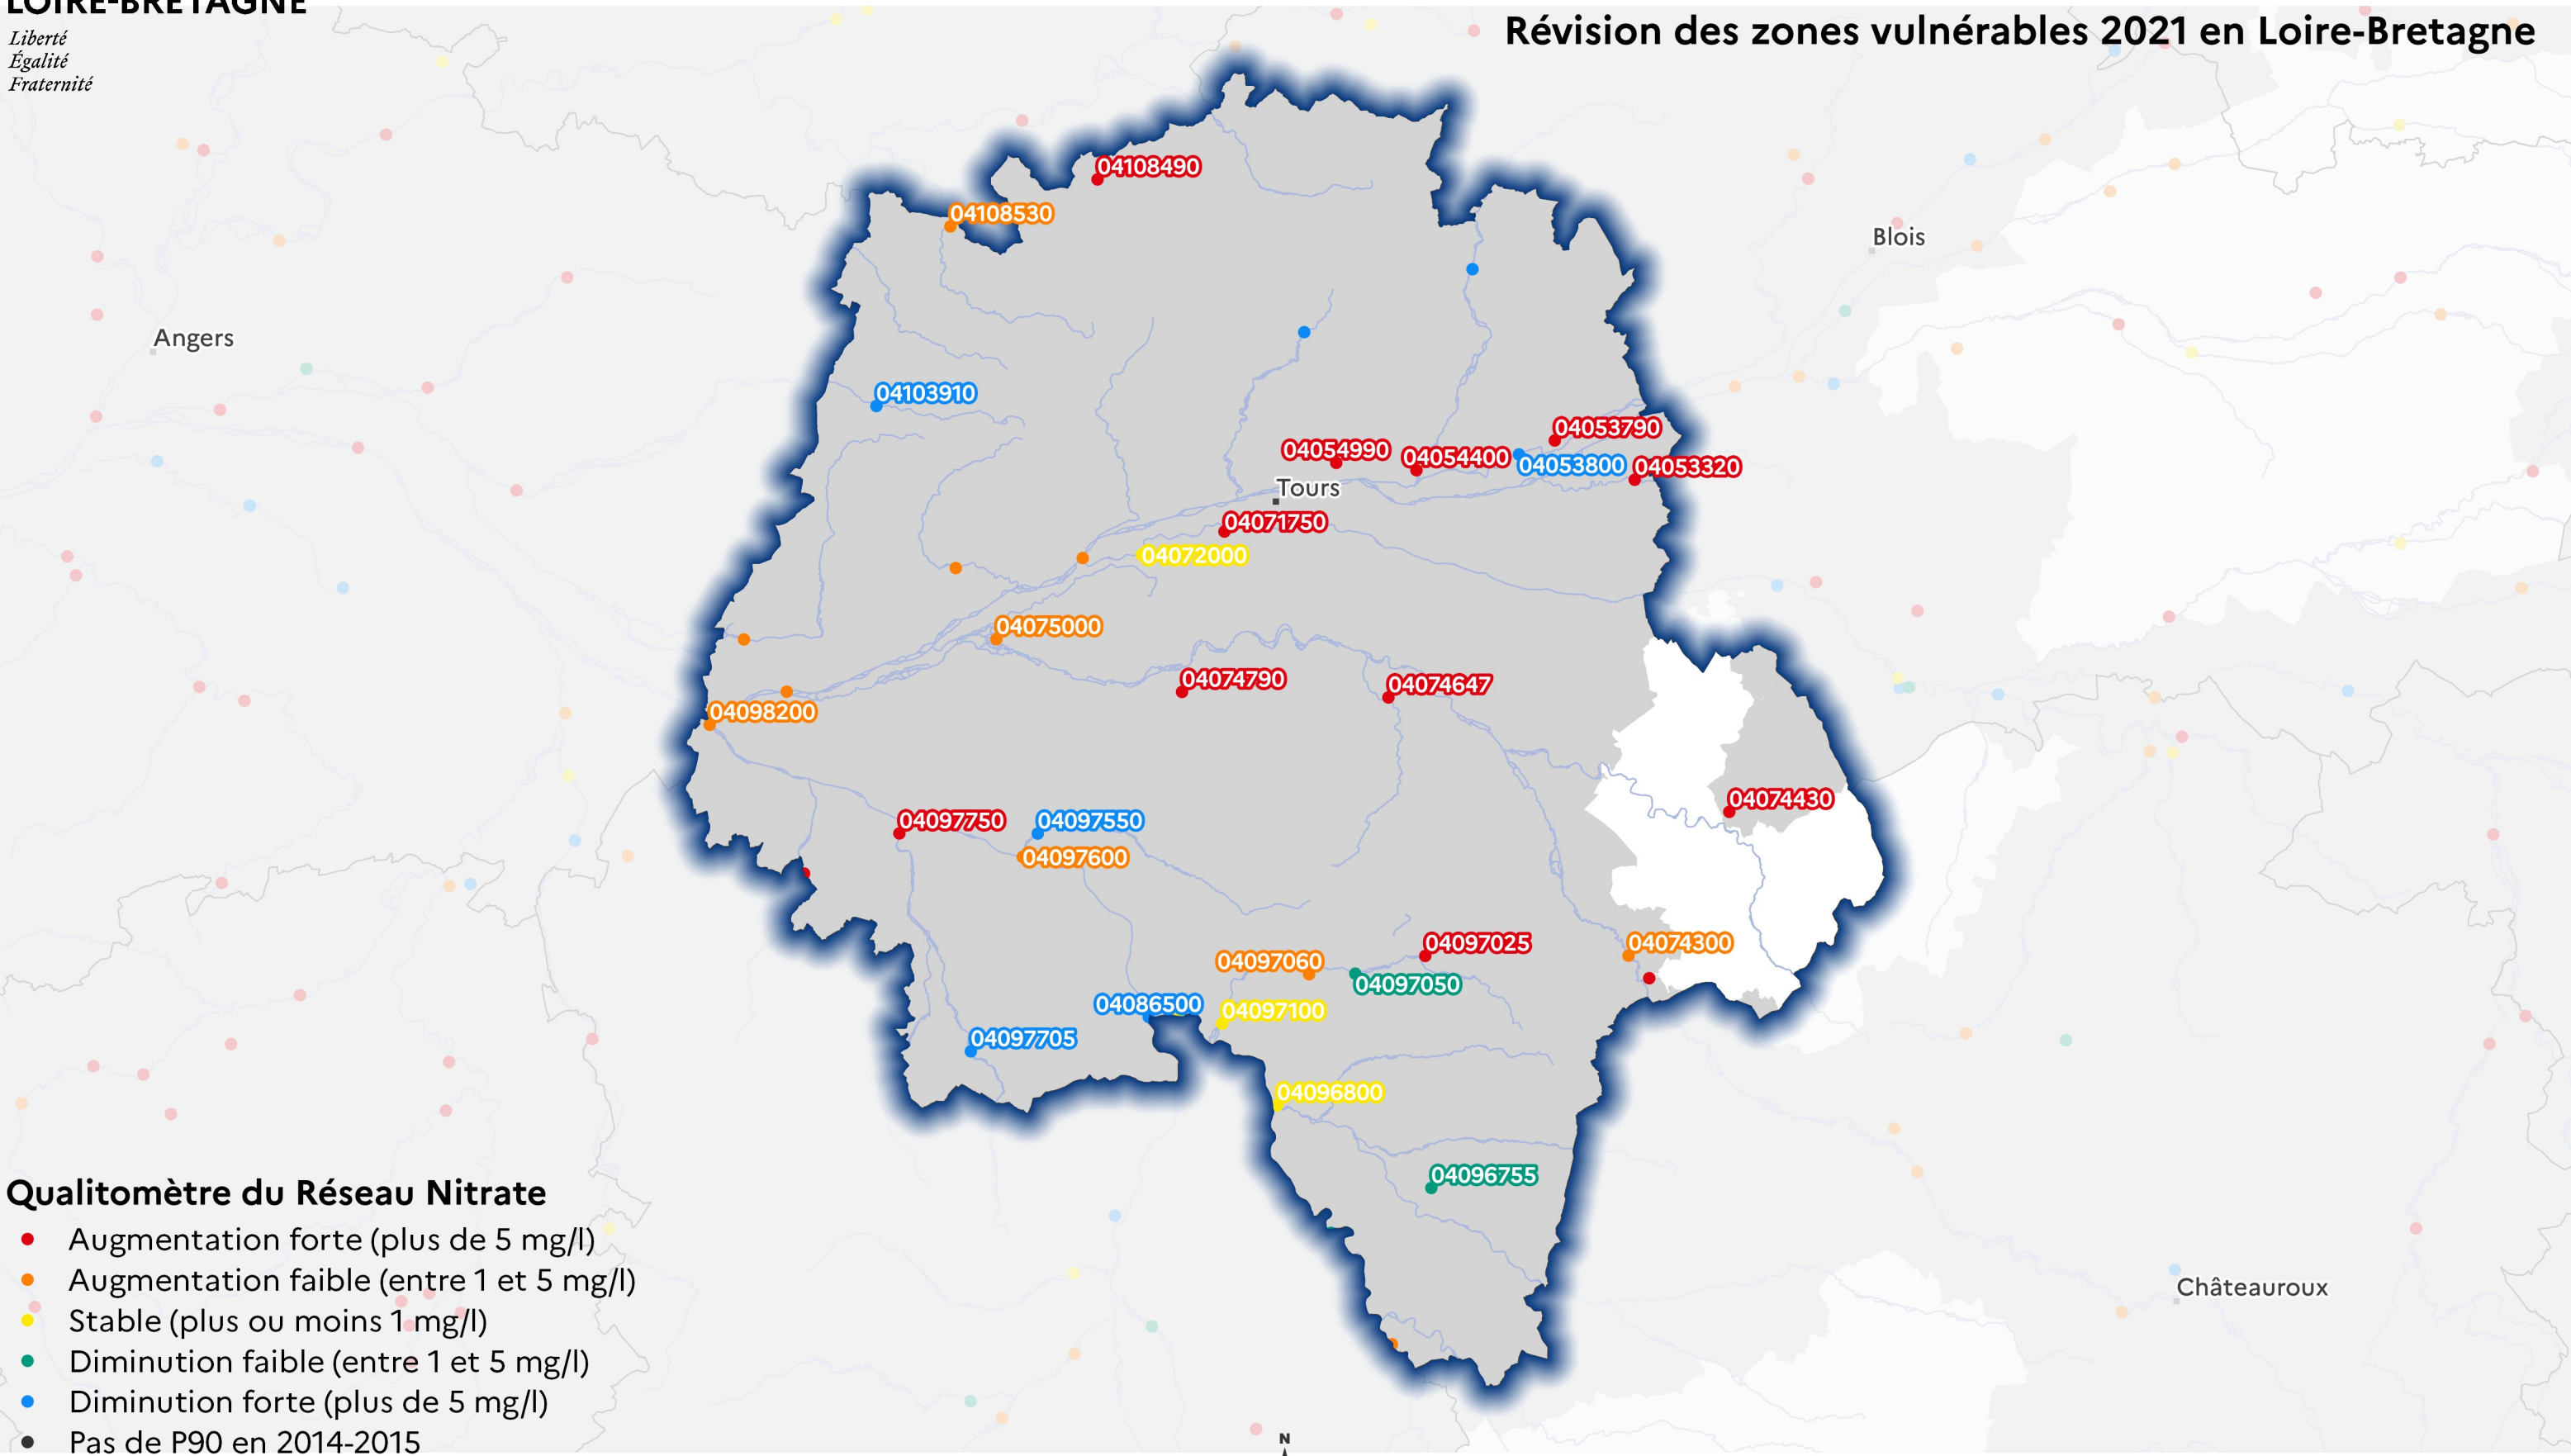 LOIRE-BRETAGNE
Liberté
Égalité
Fraternité
Révision des zones vulnérables 2021 en Loire-Bretagne
04108490
04108530
Blois
Angers
04103910
04053790
04054990
04054400
04053800
04053320
Tours
04071750
04072000
04075000
04074790
04074647
04098200
04074430
04097750
04097550
04097600
04097025
04074300
04097060
04097050
04086500
04097100
04097705
04096800
04096755
Châteauroux
Qualitomètre du Réseau Nitrate
Augmentation forte (plus de 5 mg/l)
Augmentation faible (entre 1 et 5 mg/l)
Stable (plus ou moins 1 mg/l)
Diminution faible (entre 1 et 5 mg/l)
Diminution forte (plus de 5 mg/l)
Pas de P90 en 2014-2015
N